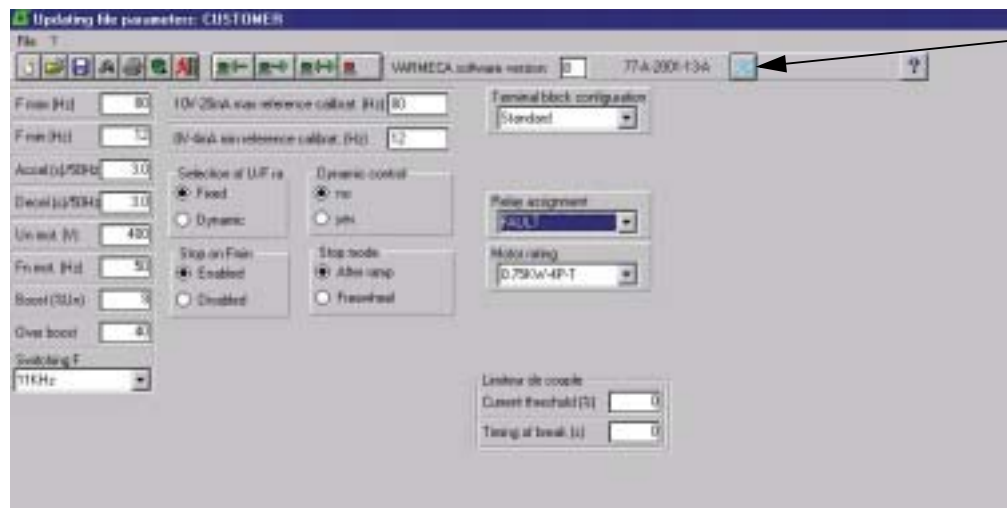 Updating file parameters: CUSTOMER
File ?
VARMECA software version: 77-A-2001-13-A ?
F max (Hz) 80
F min (Hz) 12
Accel (s)/50Hz 3.0
Decel (s)/50Hz 3.0
Un mot. (V) 400
Fn mot. (Hz) 50
Boost (%Un)
Over boost 40
Switching F
11KHz
10V-20mA max reference calibrat. (Hz) 80
0V-4mA min reference calibrat. (Hz) 12
Selection of U/F ra
Fixed
Dynamic
Dynamic control
no
yes
Stop on Fmin
Enabled
Disabled
Stop mode
After ramp
Freewheel
Terminal block configuration
Standard
Relay assignment
FAULT
Motor rating
0.75KW-4P-T
Limiteur de couple
Current threshold (%) 0
Timing at break (s) 0